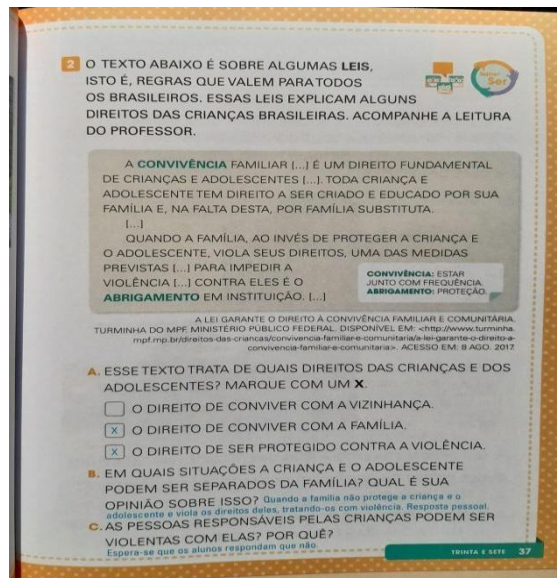 2 O TEXTO ABAIXO É SOBRE ALGUMAS LEIS,
ISTO É, REGRAS QUE VALEM PARA TODOS
OS BRASILEIROS. ESSAS LEIS EXPLICAM ALGUNS
DIREITOS DAS CRIANÇAS BRASILEIRAS. ACOMPANHE A LEITURA
DO PROFESSOR.
Saber
Ser
A CONVIVÊNCIA FAMILIAR [...] É UM DIREITO FUNDAMENTAL
DE CRIANÇAS E ADOLESCENTES [...]. TODA CRIANÇA E
ADOLESCENTE TEM DIREITO A SER CRIADO E EDUCADO POR SUA
FAMÍLIA E, NA FALTA DESTA, POR FAMÍLIA SUBSTITUTA.
[...]
QUANDO A FAMÍLIA, AO INVÉS DE PROTEGER A CRIANÇA E
O ADOLESCENTE, VIOLA SEUS DIREITOS, UMA DAS MEDIDAS
PREVISTAS [...] PARA IMPEDIR A
VIOLÊNCIA [...] CONTRA ELES É O
ABRIGAMENTO EM INSTITUIÇÃO. [...]
CONVIVÊNCIA: ESTAR
JUNTO COM FREQUÊNCIA.
ABRIGAMENTO: PROTEÇÃO.
A LEI GARANTE O DIREITO À CONVIVÊNCIA FAMILIAR E COMUNITÁRIA.
TURMINHA DO MPF. MINISTÉRIO PÚBLICO FEDERAL. DISPONÍVEL EM: <http://www.turminha.
mpf.mp.br/direitos-das-criancas/convivencia-familiar-e-comunitaria/a-lei-garante-o-direito-a-
convivencia-familiar-e-comunitaria>. ACESSO EM: 8 AGO. 2017.
A. ESSE TEXTO TRATA DE QUAIS DIREITOS DAS CRIANÇAS E DOS
ADOLESCENTES? MARQUE COM UM X.
O DIREITO DE CONVIVER COM A VIZINHANÇA.
X O DIREITO DE CONVIVER COM A FAMÍLIA.
X O DIREITO DE SER PROTEGIDO CONTRA A VIOLÊNCIA.
B. EM QUAIS SITUAÇÕES A CRIANÇA E O ADOLESCENTE
PODEM SER SEPARADOS DA FAMÍLIA? QUAL É SUA
OPINIÃO SOBRE ISSO? Quando a família não protege a criança e o
adolescente e viola os direitos deles, tratando-os com violência. Resposta pessoal.
C. AS PESSOAS RESPONSÁVEIS PELAS CRIANÇAS PODEM SER
VIOLENTAS COM ELAS? POR QUÊ?
Espera-se que os alunos respondam que não.
TRINTA E SETE 37